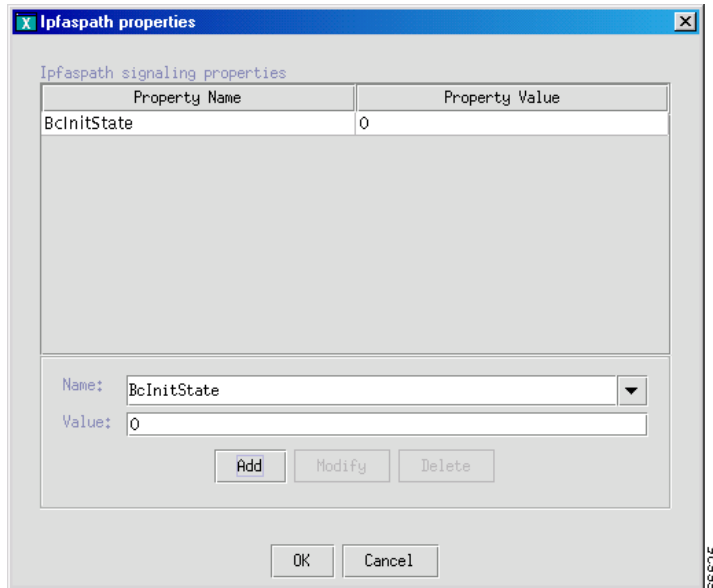 Ipfaspath properties
Ipfaspath signaling properties
Property Name Property Value
BcInitState 0
Name: BcInitState
Value: 0
Add Modify Delete
OK Cancel